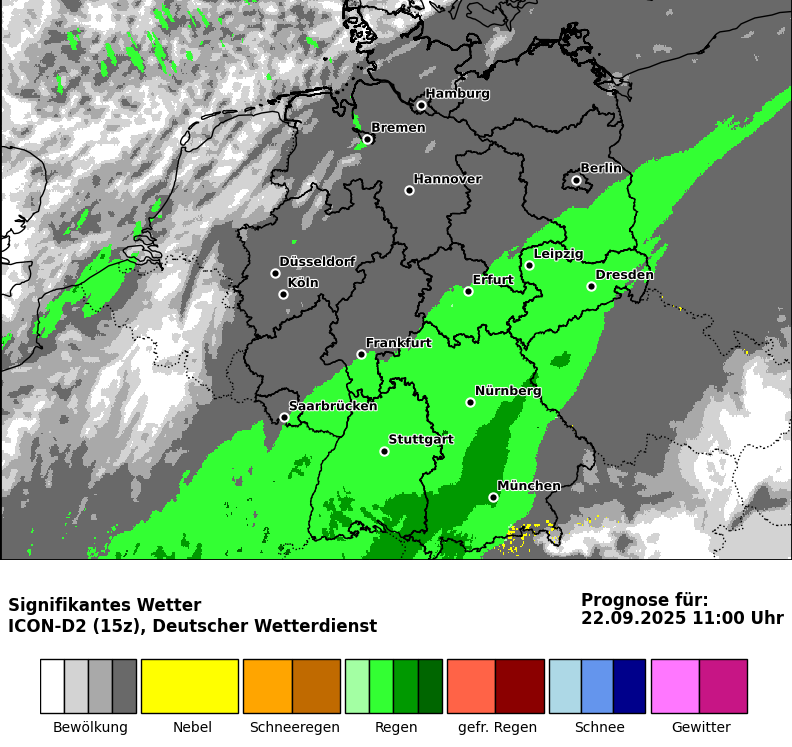 Hamburg
Bremen
Berlin
Hannover
Leipzig
Düsseldorf
Dresden
Erfurt
Köln
Frankfurt
Nürnberg
Saarbrücken
Stuttgart
München
Signifikantes Wetter
ICON-D2 (15z), Deutscher Wetterdienst
Prognose für:
22.09.2025 11:00 Uhr
Bewölkung
Nebel
Schneeregen
Regen
gefr. Regen
Schnee
Gewitter